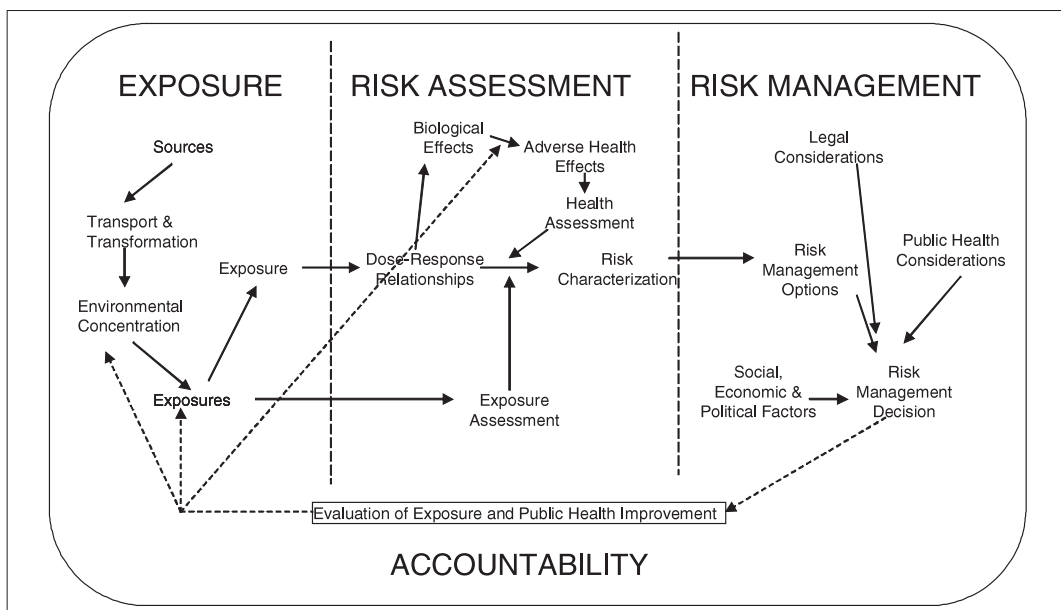 EXPOSURE
Sources
Transport &
Transformation
Environmental
Concentration
Exposure
Exposures
RISK ASSESSMENT
Biological
Effects
Adverse Health
Effects
Health
Assessment
Dose-Response
Relationships
Risk
Characterization
Exposure
Assessment
RISK MANAGEMENT
Legal
Considerations
Public Health
Considerations
Risk
Management
Options
Social,
Economic &
Political Factors
Risk
Management
Decision
Evaluation of Exposure and Public Health Improvement
ACCOUNTABILITY